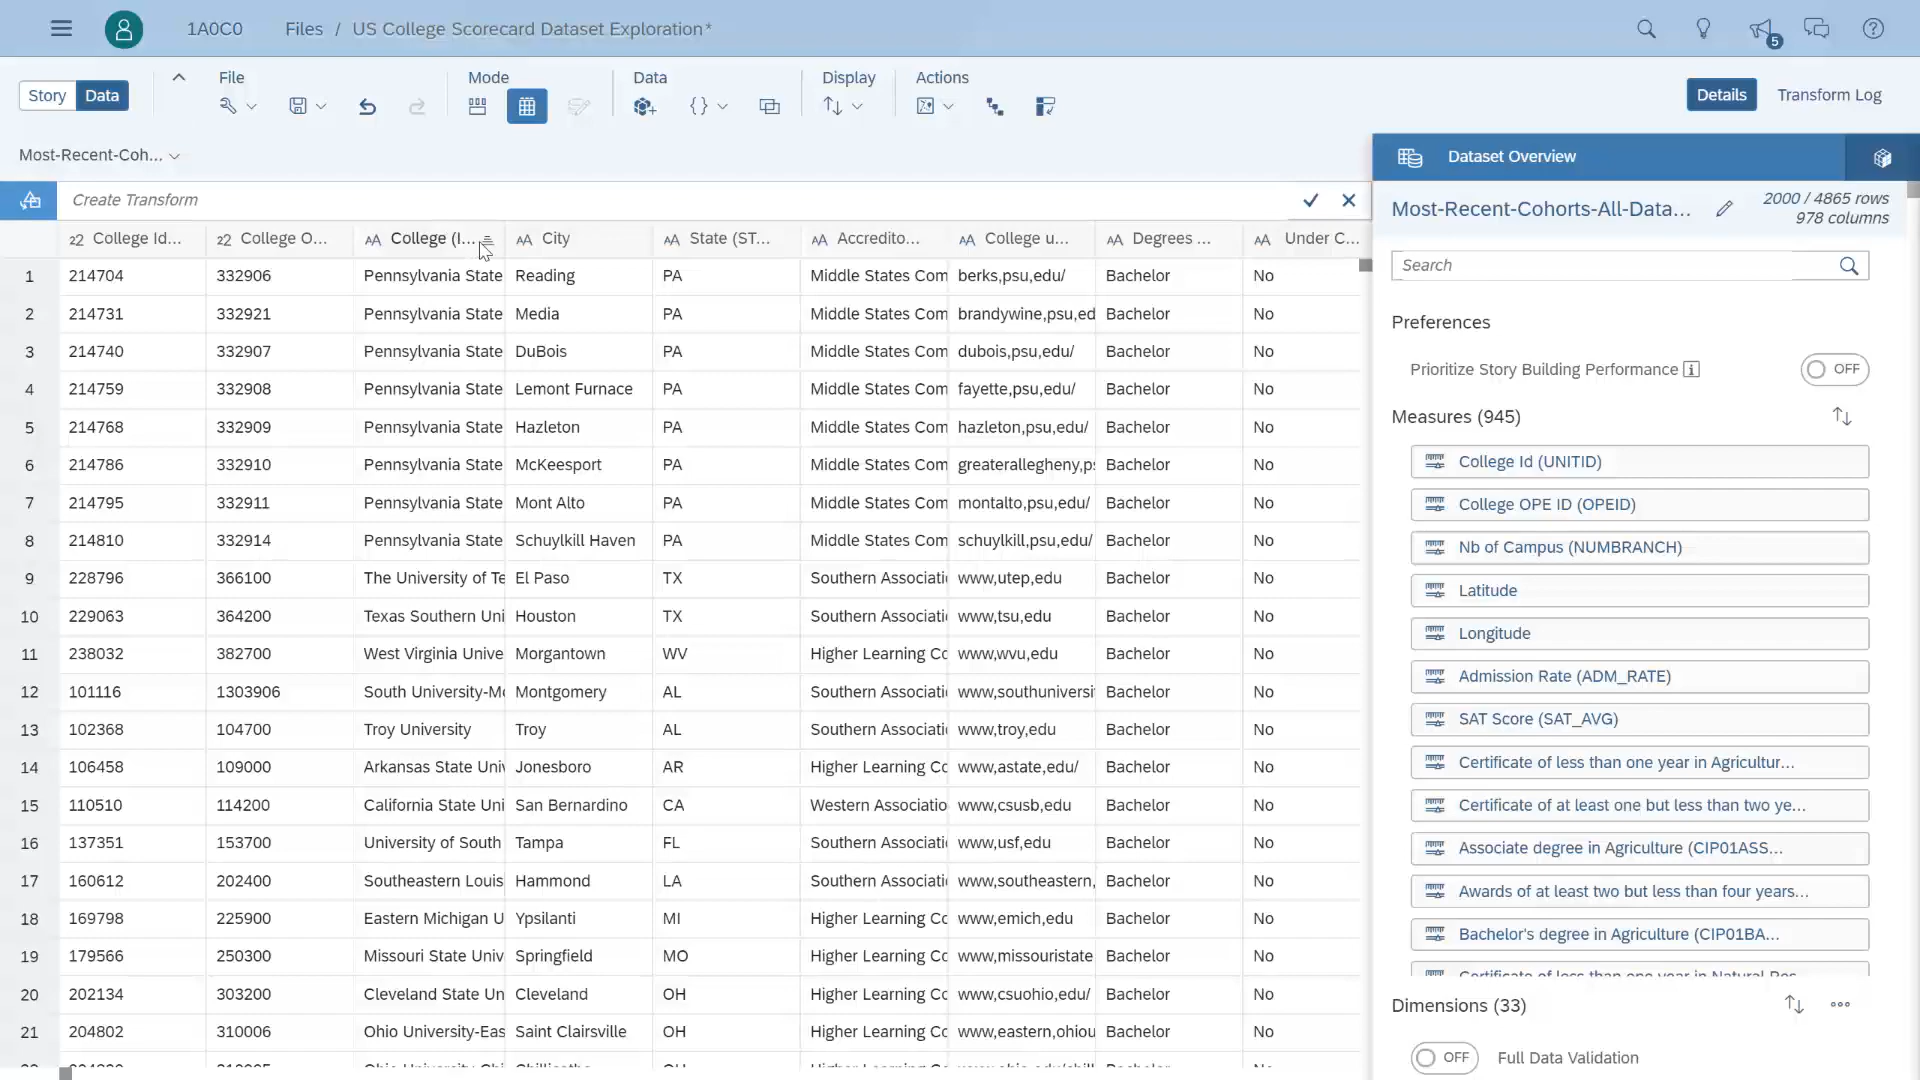 1A0C0 Files / US College Scorecard Dataset Exploration*
5
Story Data
File Mode Data Display Actions
Details Transform Log
Most-Recent-Coh...
Create Transform
Dataset Overview
Most-Recent-Cohorts-All-Data...
2000 / 4865 rows
978 columns
Search
Preferences
Prioritize Story Building Performance OFF
Measures (945)
College Id (UNITID)
College OPE ID (OPEID)
Nb of Campus (NUMBRANCH)
Latitude
Longitude
Admission Rate (ADM_RATE)
SAT Score (SAT_AVG)
Certificate of less than one year in Agricultur...
Certificate of at least one but less than two ye...
Associate degree in Agriculture (CIP01ASS...
Awards of at least two but less than four years...
Bachelor's degree in Agriculture (CIP01BA...
Certificate of less than one year in Natural Res...
Dimensions (33)
OFF Full Data Validation
College Id... College O... College (I... City State (ST... Accredito... College u... Degrees ... Under C...
1 214704 332906 Pennsylvania State Reading PA Middle States Com berks,psu,edu/ Bachelor No
2 214731 332921 Pennsylvania State Media PA Middle States Com brandywine,psu,ed Bachelor No
3 214740 332907 Pennsylvania State DuBois PA Middle States Com dubois,psu,edu/ Bachelor No
4 214759 332908 Pennsylvania State Lemont Furnace PA Middle States Com fayette,psu,edu/ Bachelor No
5 214768 332909 Pennsylvania State Hazleton PA Middle States Com hazleton,psu,edu/ Bachelor No
6 214786 332910 Pennsylvania State McKeesport PA Middle States Com greaterallegheny,ps Bachelor No
7 214795 332911 Pennsylvania State Mont Alto PA Middle States Com montalto,psu,edu/ Bachelor No
8 214810 332914 Pennsylvania State Schuylkill Haven PA Middle States Com schuylkill,psu,edu/ Bachelor No
9 228796 366100 The University of Te El Paso TX Southern Associati www,utep,edu Bachelor No
10 229063 364200 Texas Southern Uni Houston TX Southern Associati www,tsu,edu Bachelor No
11 238032 382700 West Virginia Unive Morgantown WV Higher Learning Co www,wvu,edu Bachelor No
12 101116 1303906 South University-Mo Montgomery AL Southern Associati www,southuniversi Bachelor No
13 102368 104700 Troy University Troy AL Southern Associati www,troy,edu Bachelor No
14 106458 109000 Arkansas State Univ Jonesboro AR Higher Learning Co www,astate,edu/ Bachelor No
15 110510 114200 California State Uni San Bernardino CA Western Associatio www,csusb,edu Bachelor No
16 137351 153700 University of South Tampa FL Southern Associati www,usf,edu Bachelor No
17 160612 202400 Southeastern Louis Hammond LA Southern Associati www,southeastern, Bachelor No
18 169798 225900 Eastern Michigan U Ypsilanti MI Higher Learning Co www,emich,edu Bachelor No
19 179566 250300 Missouri State Univ Springfield MO Higher Learning Co www,missouristate Bachelor No
20 202134 303200 Cleveland State Un Cleveland OH Higher Learning Co www,csuohio,edu/ Bachelor No
21 204802 310006 Ohio University-Eas Saint Clairsville OH Higher Learning Co www,eastern,ohiou Bachelor No